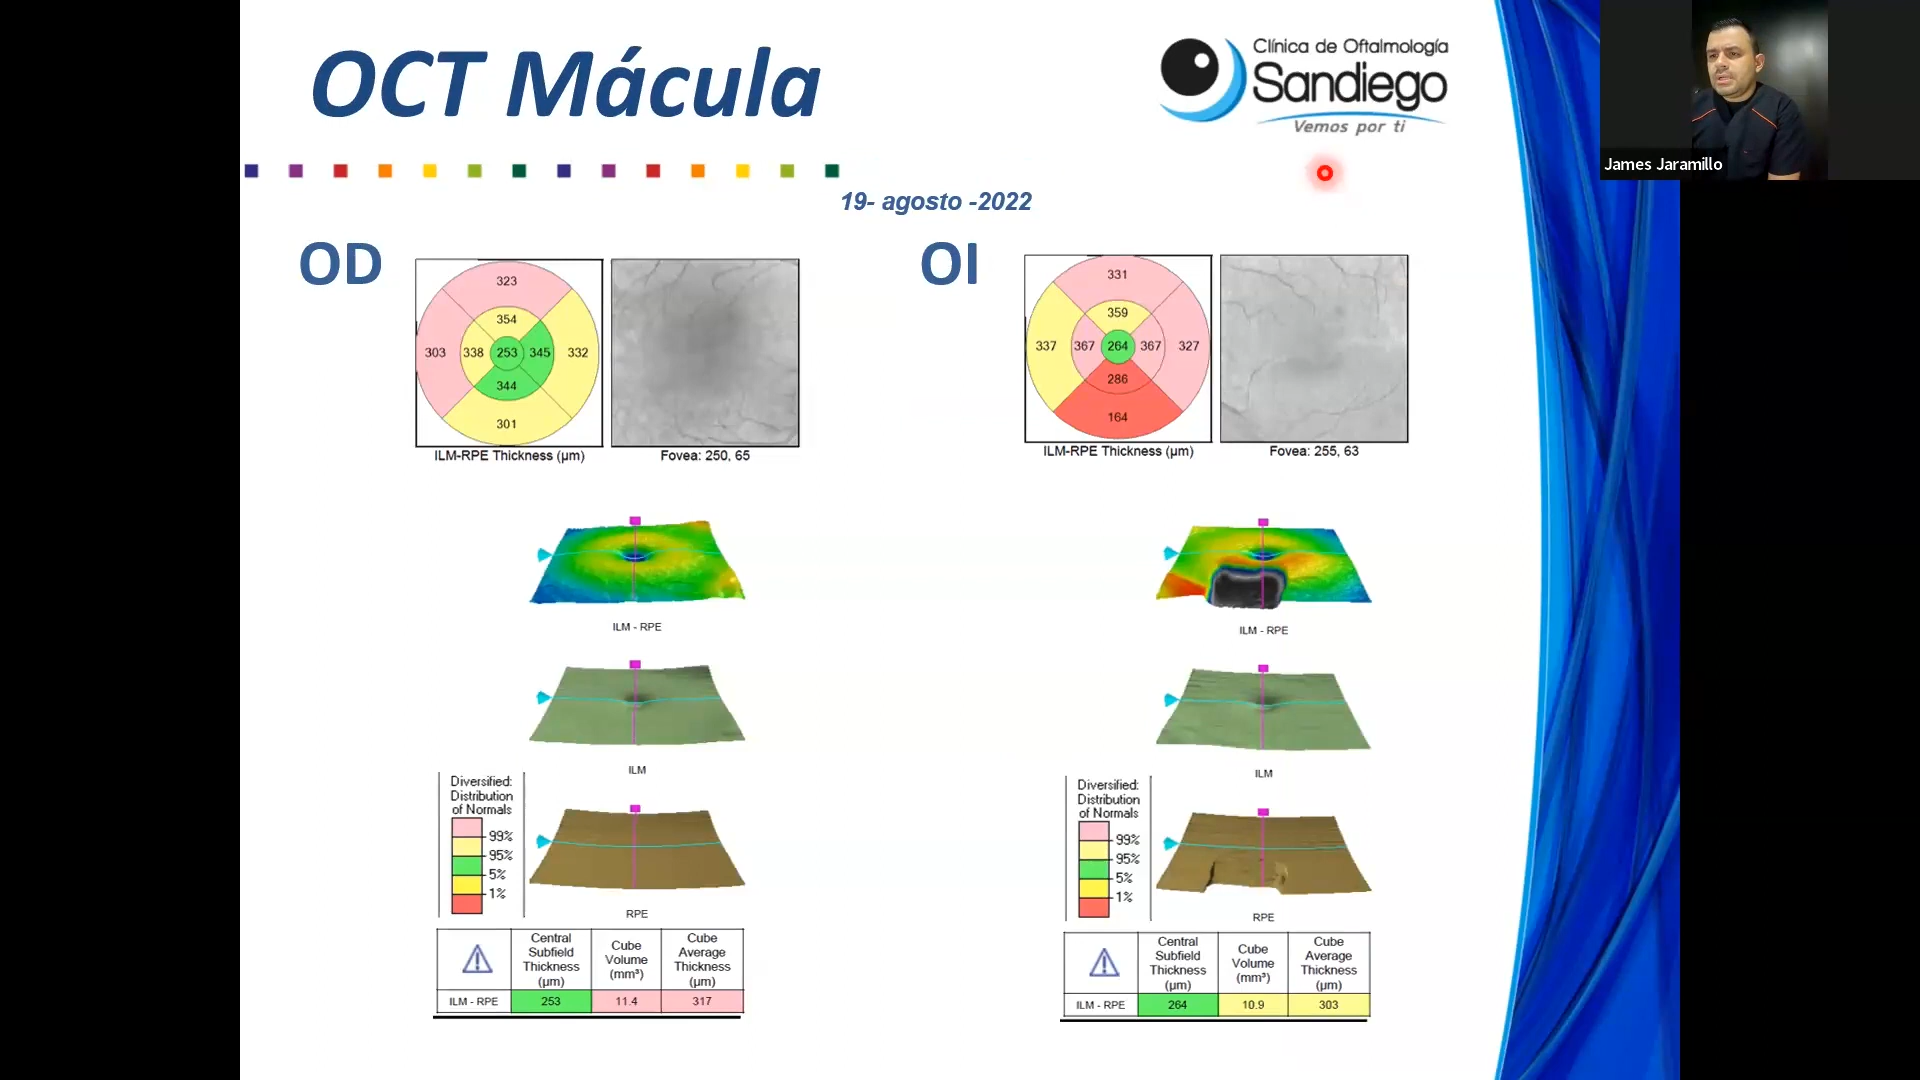 OCT Mácula
Clínica de Oftalmología
Sandiego
Vemos por ti
James Jaramillo
19- agosto -2022
OD
323
354
303 338 253 345 332
344
301
ILM-RPE Thickness (µm)
Fovea: 250, 65
OI
331
359
337 367 264 367 327
286
164
ILM-RPE Thickness (µm)
Fovea: 255, 63
ILM - RPE
ILM
Diversified:
Distribution
of Normals
99%
95%
5%
1%
RPE
Central
Subfield
Thickness
(µm)
Cube
Volume
(mm³)
Cube
Average
Thickness
(µm)
ILM - RPE 253 11.4 317
ILM - RPE
ILM
Diversified:
Distribution
of Normals
99%
95%
5%
1%
RPE
Central
Subfield
Thickness
(µm)
Cube
Volume
(mm³)
Cube
Average
Thickness
(µm)
ILM - RPE 264 10.9 303